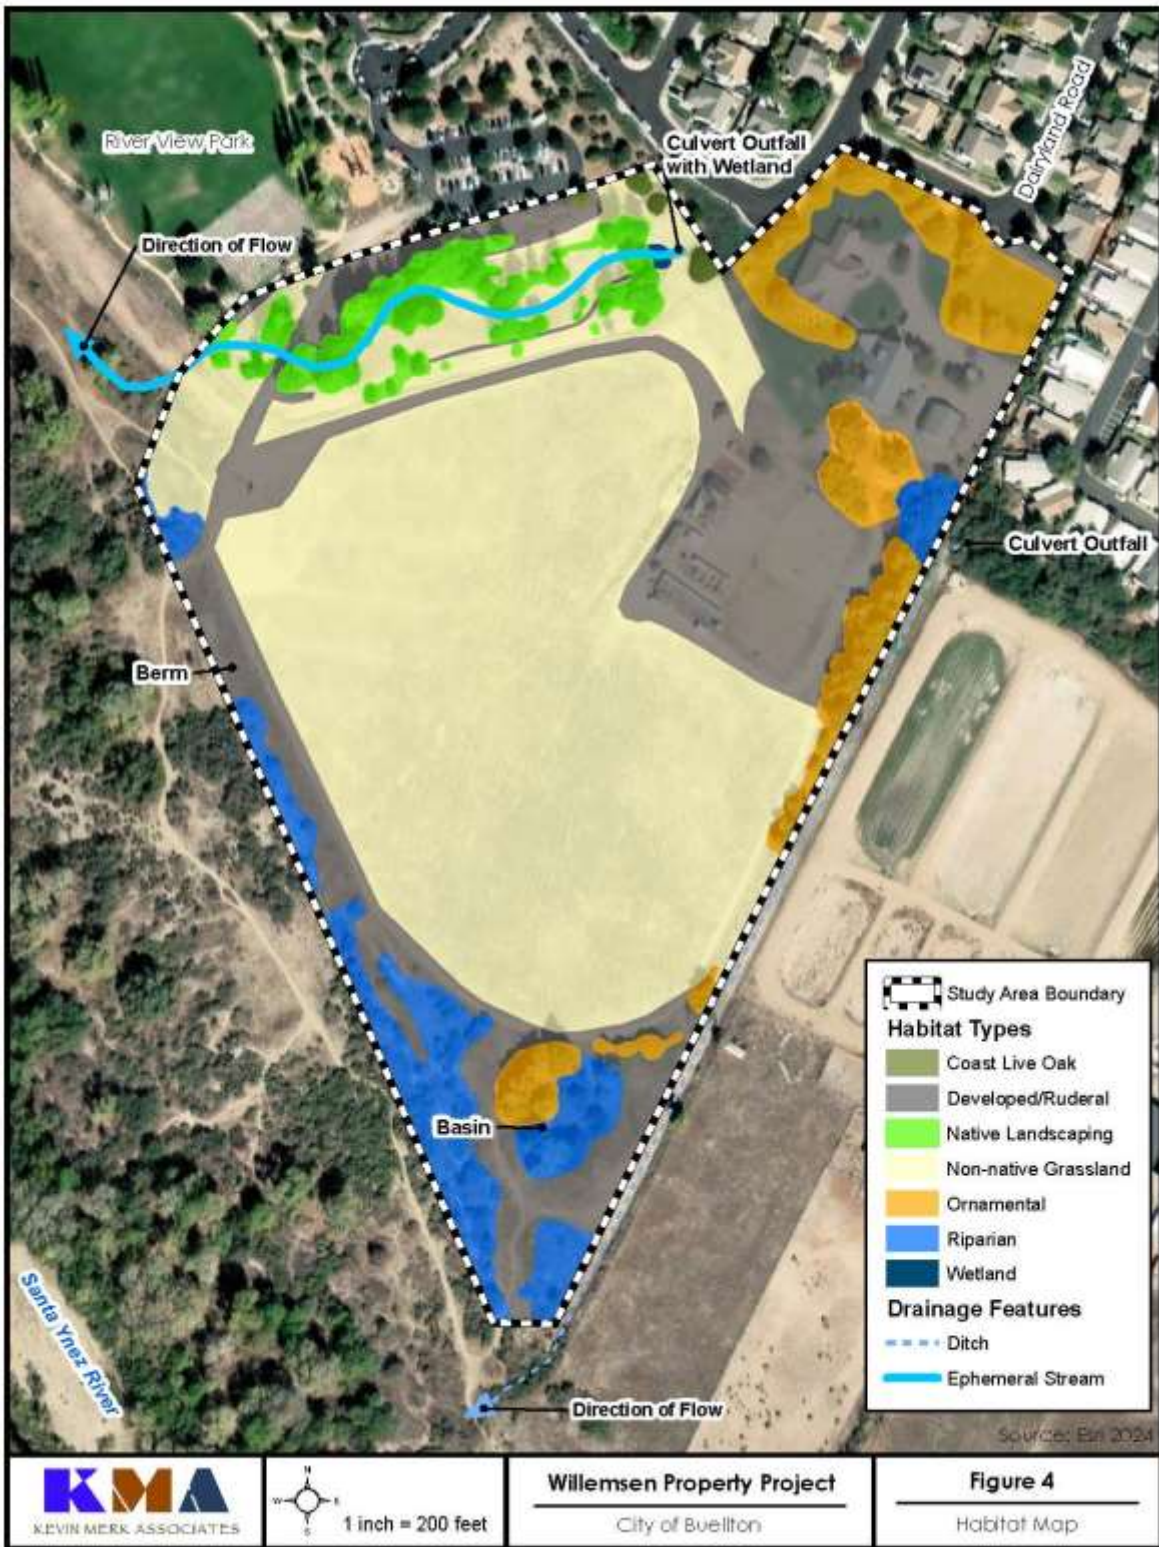 River View Park
Culvert Outfall
with Wetland
Dairyland Road
Direction of Flow
Culvert Outfall
Berm
Basin
Santa Ynez River
Direction of Flow
Study Area Boundary
Habitat Types
Coast Live Oak
Developed/Ruderal
Native Landscaping
Non-native Grassland
Ornamental
Riparian
Wetland
Drainage Features
Ditch
Ephemeral Stream
Source: Esri 2024
KMA
KEVIN MERK ASSOCIATES
N
W E
S
1 inch = 200 feet
Willemsen Property Project
City of Buellton
Figure 4
Habitat Map